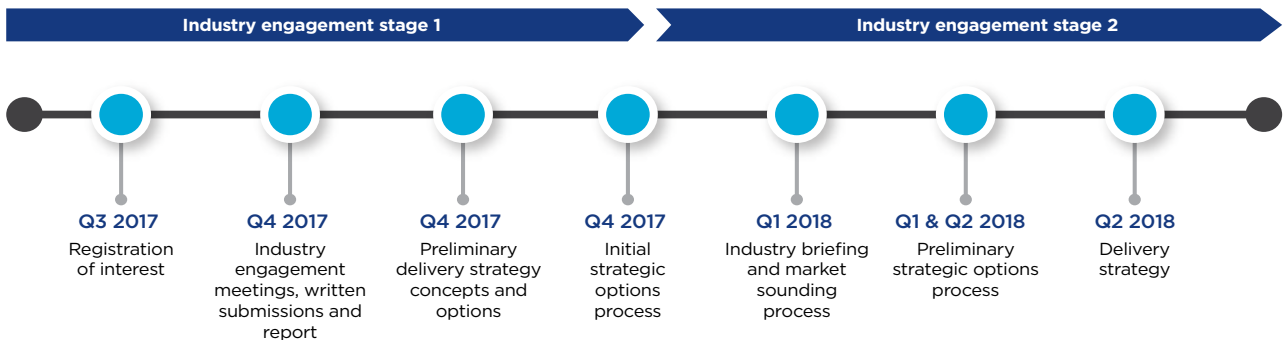 Industry engagement stage 1
Industry engagement stage 2
Q3 2017
Registration
of interest
Q4 2017
Industry
engagement
meetings, written
submissions and
report
Q4 2017
Preliminary
delivery strategy
concepts and
options
Q4 2017
Initial
strategic
options
process
Q1 2018
Industry briefing
and market
sounding
process
Q1 & Q2 2018
Preliminary
strategic options
process
Q2 2018
Delivery
strategy